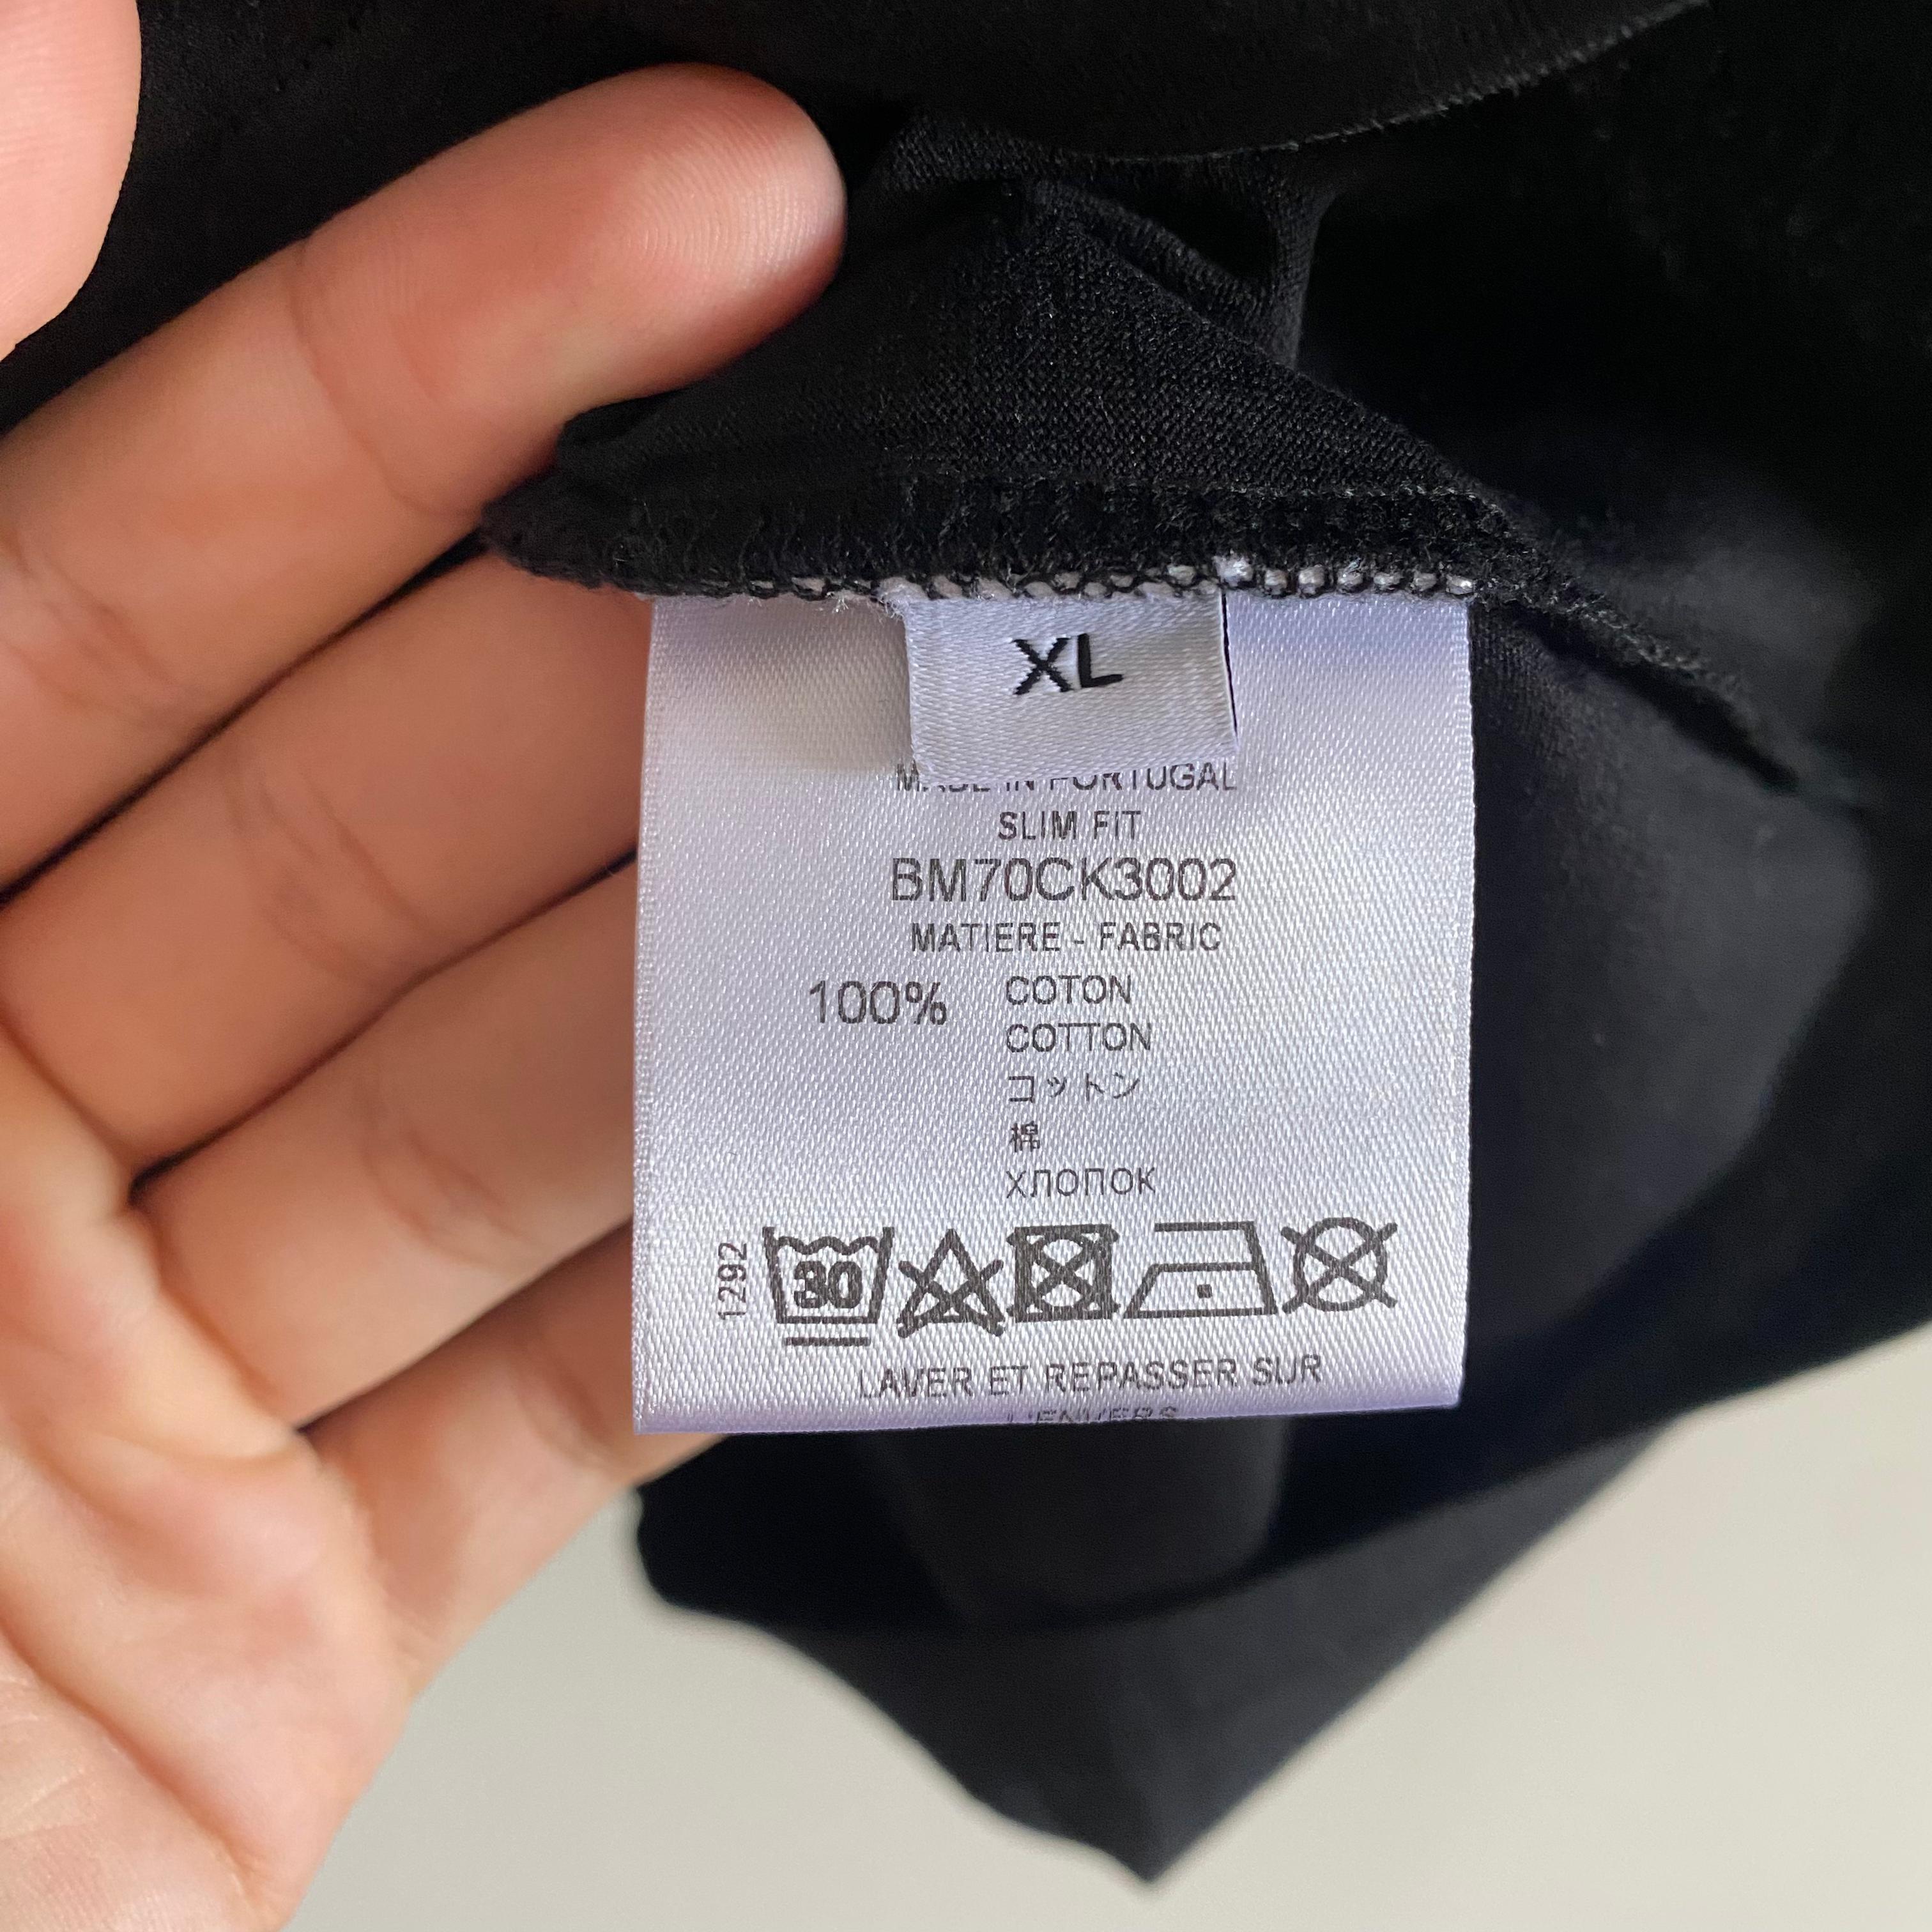 XL
MADE IN PORTUGAL
SLIM FIT
BM70CK3002
MATIERE - FABRIC
100% COTON
COTTON
コットン
棉
ХЛОПОК
1292
30
LAVER ET REPASSER SUR
L'ENVERS